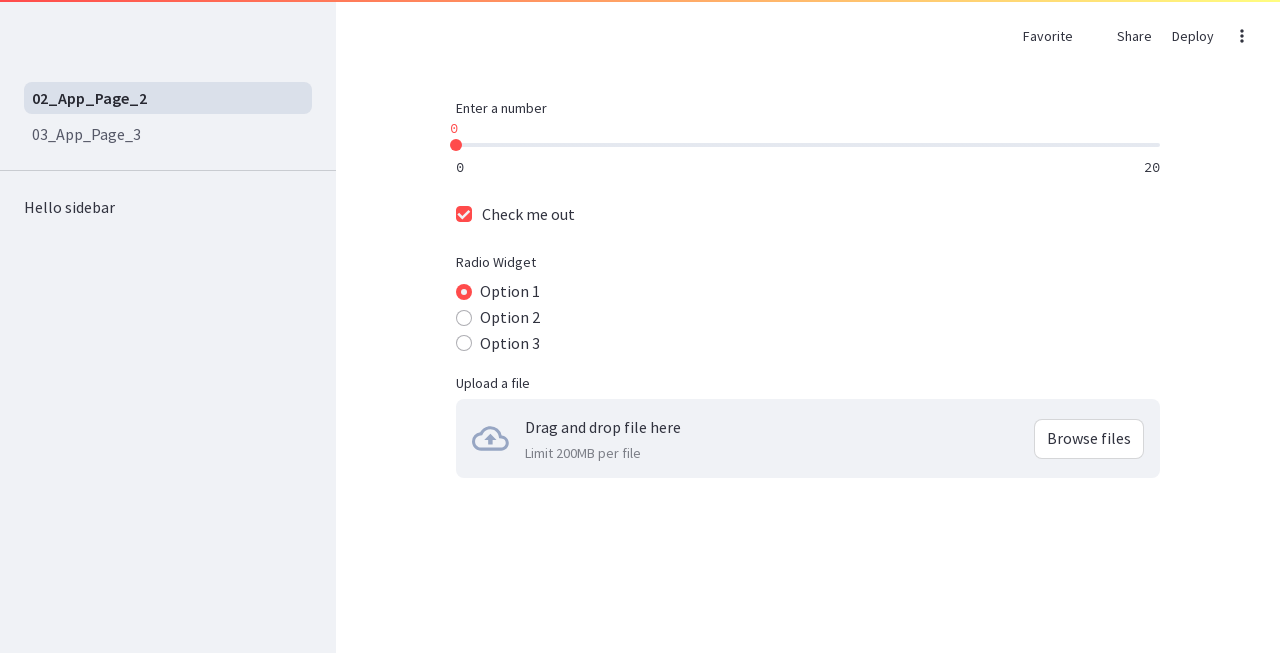 Favorite Share Deploy
02_App_Page_2
03_App_Page_3
Hello sidebar
Enter a number
0
0 20
Check me out
Radio Widget
Option 1
Option 2
Option 3
Upload a file
Drag and drop file here
Limit 200MB per file
Browse files